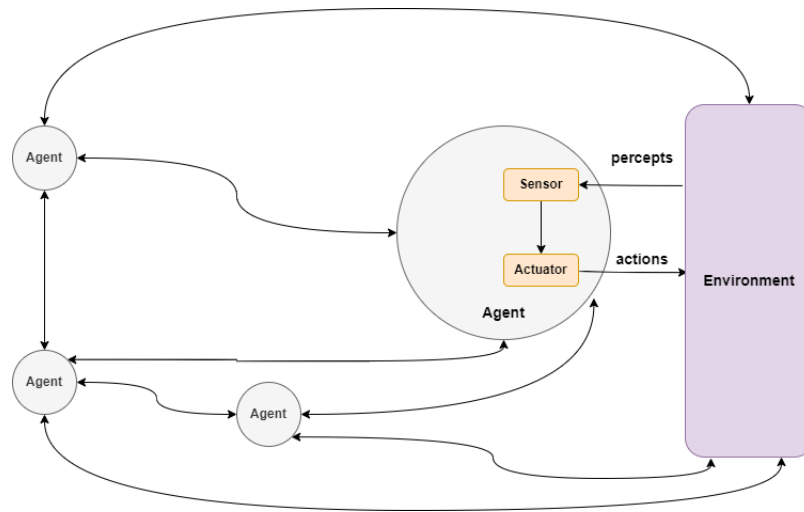 Agent
percepts
Sensor
Actuator
actions
Environment
Agent
Agent
Agent